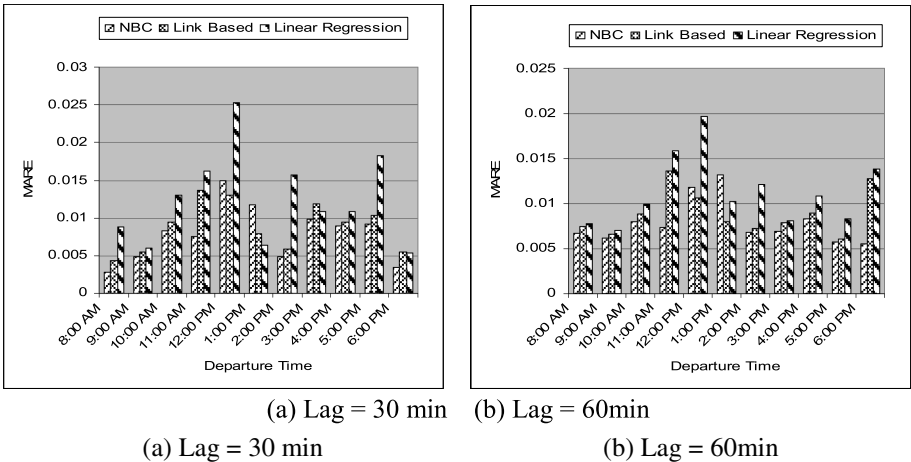 NBC Link Based Linear Regression
0.03
0.025
0.02
0.015
0.01
0.005
0
MARE
8:00 AM
9:00 AM
10:00 AM
11:00 AM
12:00 PM
1:00 PM
2:00 PM
3:00 PM
4:00 PM
5:00 PM
6:00 PM
Departure Time
NBC Link Based Linear Regression
0.025
0.02
0.015
0.01
0.005
0
MARE
8:00 AM
9:00 AM
10:00 AM
11:00 AM
12:00 PM
1:00 PM
2:00 PM
3:00 PM
4:00 PM
5:00 PM
6:00 PM
Departure Time
(a) Lag = 30 min (b) Lag = 60min
(a) Lag = 30 min (b) Lag = 60min